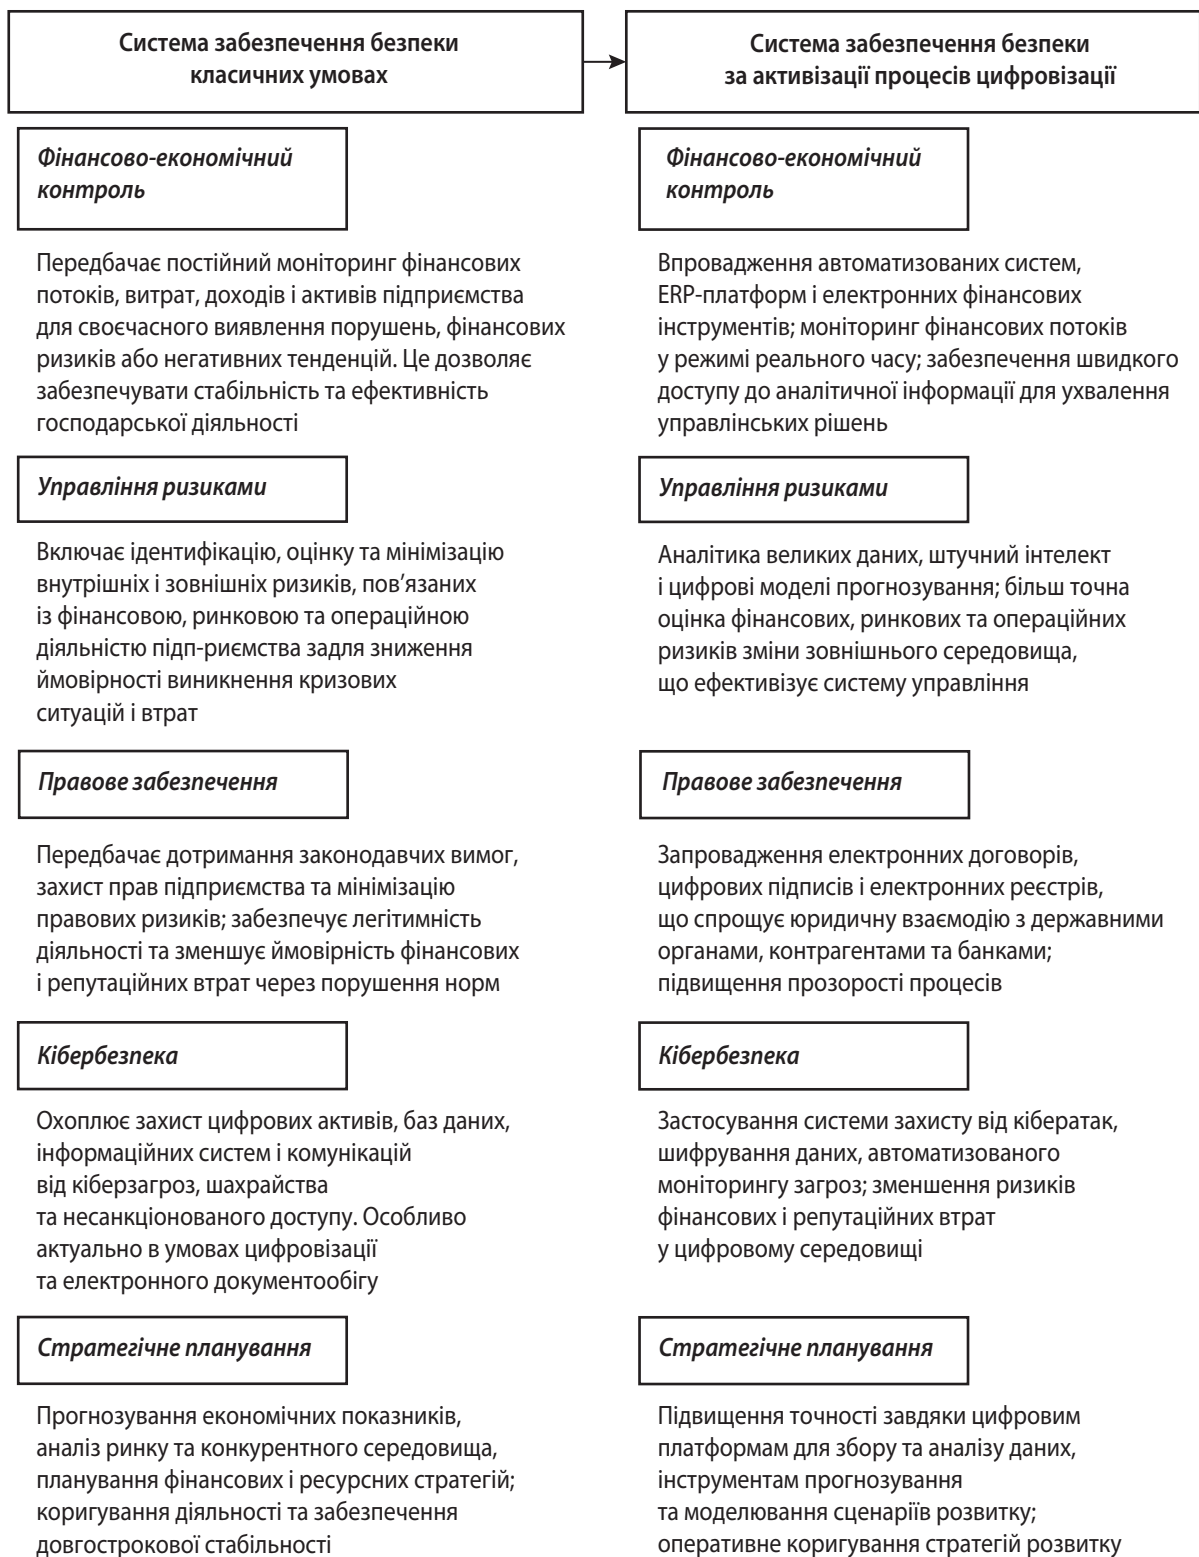 Система забезпечення безпеки
класичних умовах
Система забезпечення безпеки
за активізації процесів цифровізації
Фінансово-економічний
контроль
Передбачає постійний моніторинг фінансових
потоків, витрат, доходів і активів підприємства
для своєчасного виявлення порушень, фінансових
ризиків або негативних тенденцій. Це дозволяє
забезпечувати стабільність та ефективність
господарської діяльності
Фінансово-економічний
контроль
Впровадження автоматизованих систем,
ERP-платформ і електронних фінансових
інструментів; моніторинг фінансових потоків
у режимі реального часу; забезпечення швидкого
доступу до аналітичної інформації для ухвалення
управлінських рішень
Управління ризиками
Включає ідентифікацію, оцінку та мінімізацію
внутрішніх і зовнішніх ризиків, пов’язаних
із фінансовою, ринковою та операційною
діяльністю підп-риємства задля зниження
ймовірності виникнення кризових
ситуацій і втрат
Управління ризиками
Аналітика великих даних, штучний інтелект
і цифрові моделі прогнозування; більш точна
оцінка фінансових, ринкових та операційних
ризиків зміни зовнішнього середовища,
що ефективізує систему управління
Правове забезпечення
Передбачає дотримання законодавчих вимог,
захист прав підприємства та мінімізацію
правових ризиків; забезпечує легітимність
діяльності та зменшує ймовірність фінансових
і репутаційних втрат через порушення норм
Правове забезпечення
Запровадження електронних договорів,
цифрових підписів і електронних реєстрів,
що спрощує юридичну взаємодію з державними
органами, контрагентами та банками;
підвищення прозорості процесів
Кібербезпека
Охоплює захист цифрових активів, баз даних,
інформаційних систем і комунікацій
від кіберзагроз, шахрайства
та несанкціонованого доступу. Особливо
актуально в умовах цифровізації
та електронного документообігу
Кібербезпека
Застосування системи захисту від кібератак,
шифрування даних, автоматизованого
моніторингу загроз; зменшення ризиків
фінансових і репутаційних втрат
у цифровому середовищі
Стратегічне планування
Прогнозування економічних показників,
аналіз ринку та конкурентного середовища,
планування фінансових і ресурсних стратегій;
коригування діяльності та забезпечення
довгострокової стабільності
Стратегічне планування
Підвищення точності завдяки цифровим
платформам для збору та аналізу даних,
інструментам прогнозування
та моделювання сценаріїв розвитку;
оперативне коригування стратегій розвитку